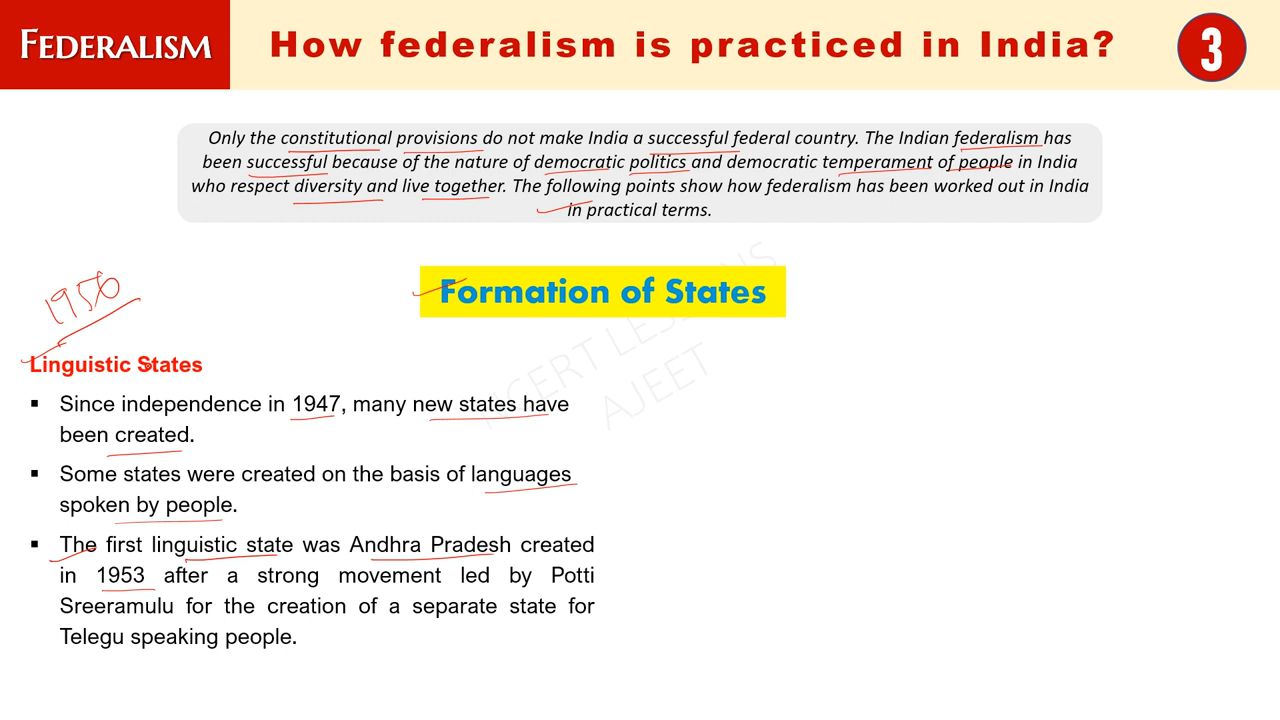 FEDERALISM
How federalism is practiced in India?
3
Only the constitutional provisions do not make India a successful federal country. The Indian federalism has
been successful because of the nature of democratic politics and democratic temperament of people in India
who respect diversity and live together. The following points show how federalism has been worked out in India
in practical terms.
Formation of States
1956
Linguistic States
▪ Since independence in 1947, many new states have
been created.
▪ Some states were created on the basis of languages
spoken by people.
▪ The first linguistic state was Andhra Pradesh created
in 1953 after a strong movement led by Potti
Sreeramulu for the creation of a separate state for
Telegu speaking people.
AJEET